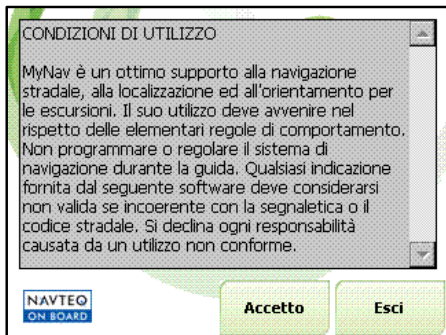 CONDIZIONI DI UTILIZZO
MyNav è un ottimo supporto alla navigazione
stradale, alla localizzazione ed all'orientamento per
le escursioni. Il suo utilizzo deve avvenire nel
rispetto delle elementari regole di comportamento.
Non programmare o regolare il sistema di
navigazione durante la guida. Qualsiasi indicazione
fornita dal seguente software deve considerarsi
non valida se incoerente con la segnaletica o il
codice stradale. Si declina ogni responsabilità
causata da un utilizzo non conforme.
NAVTEQ
ON BOARD
Accetto
Esci